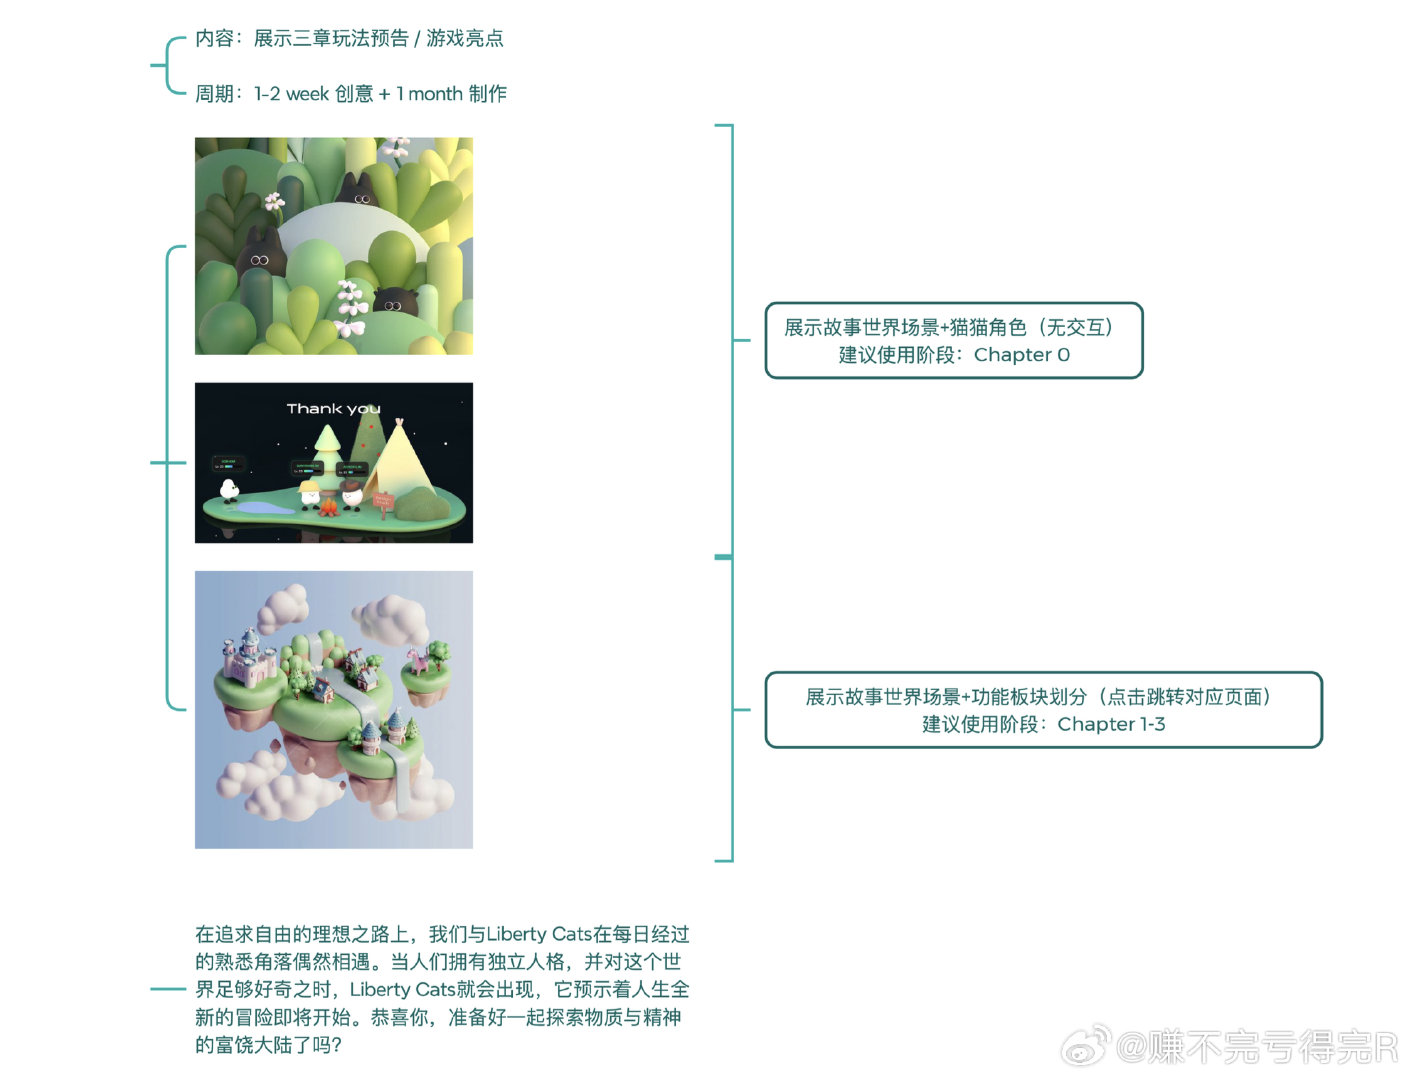 内容：展示三章玩法预告 / 游戏亮点
周期：1-2 week 创意 + 1 month 制作
Thank you
展示故事世界场景+猫猫角色（无交互）
建议使用阶段：Chapter 0
展示故事世界场景+功能板块划分（点击跳转对应页面）
建议使用阶段：Chapter 1-3
在追求自由的理想之路上，我们与Liberty Cats在每日经过
的熟悉角落偶然相遇。当人们拥有独立人格，并对这个世
界足够好奇之时，Liberty Cats就会出现，它预示着人生全
新的冒险即将开始。恭喜你，准备好一起探索物质与精神
的富饶大陆了吗？
@赚不完亏得完R